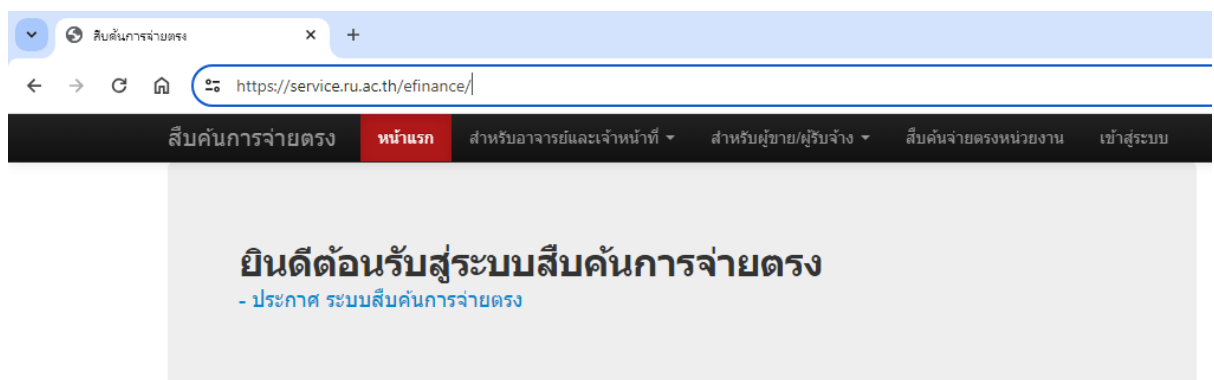 สืบค้นการจ่ายตรง
https://service.ru.ac.th/efinance/
สืบค้นการจ่ายตรง หน้าแรก สำหรับอาจารย์และเจ้าหน้าที่ สำหรับผู้ขาย/ผู้รับจ้าง สืบค้นจ่ายตรงหน่วยงาน เข้าสู่ระบบ
ยินดีต้อนรับสู่ระบบสืบค้นการจ่ายตรง
- ประกาศ ระบบสืบค้นการจ่ายตรง